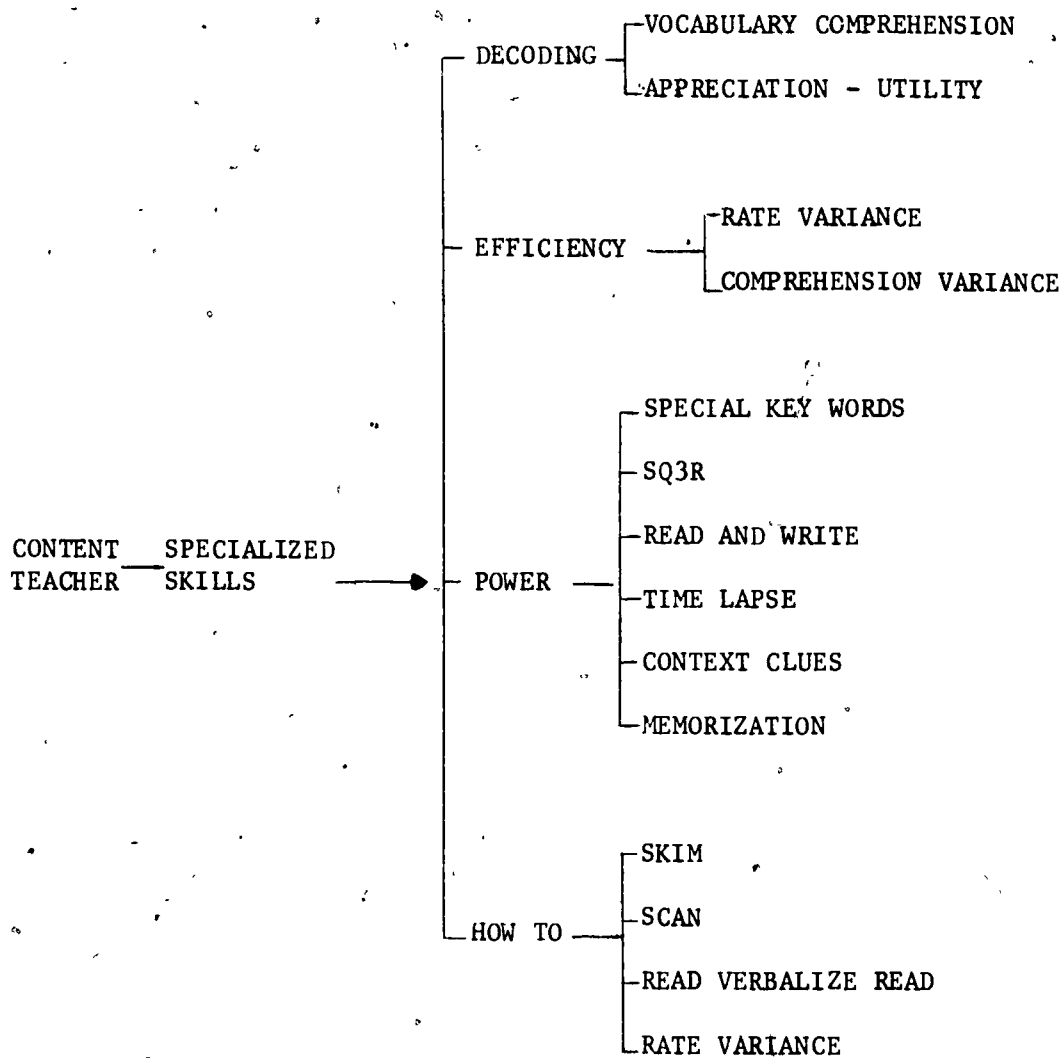 DECODING
VOCABULARY COMPREHENSION
APPRECIATION - UTILITY
EFFICIENCY
RATE VARIANCE
COMPREHENSION VARIANCE
CONTENT TEACHER
SPECIALIZED SKILLS
POWER
SPECIAL KEY WORDS
SQ3R
READ AND WRITE
TIME LAPSE
CONTEXT CLUES
MEMORIZATION
HOW TO
SKIM
SCAN
READ VERBALIZE READ
RATE VARIANCE